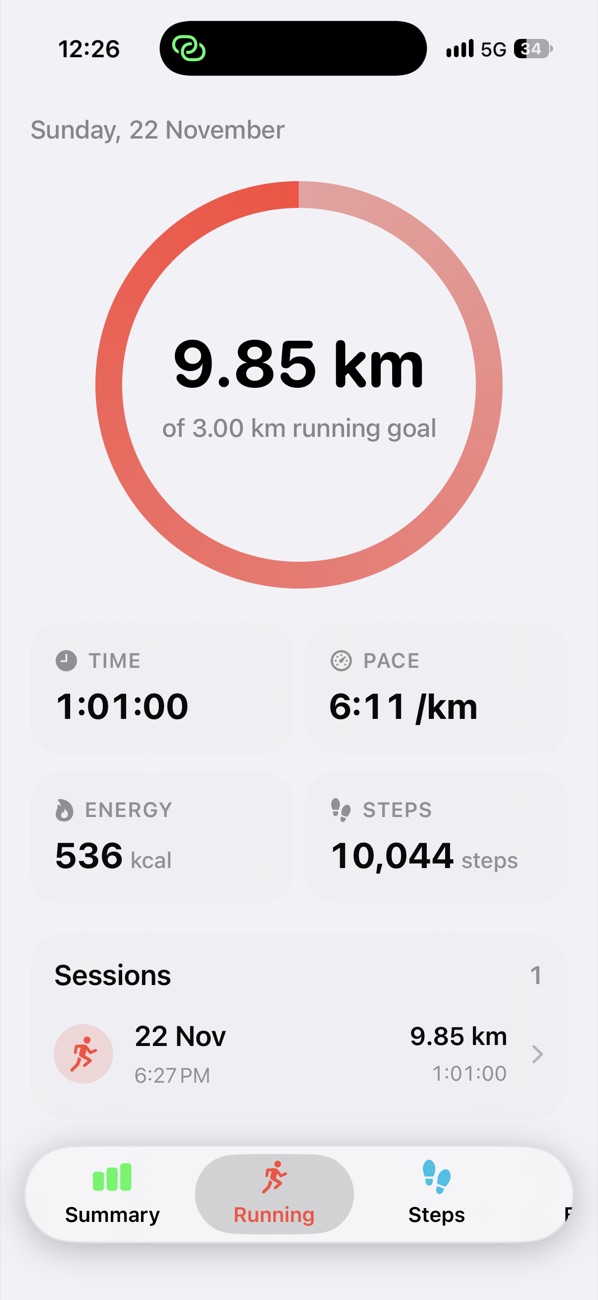 12:26 5G 34
Sunday, 22 November
9.85 km
of 3.00 km running goal
TIME PACE
1:01:00 6:11 /km
ENERGY STEPS
536 kcal 10,044 steps
Sessions 1
22 Nov 9.85 km
6:27 PM 1:01:00
Summary Running Steps